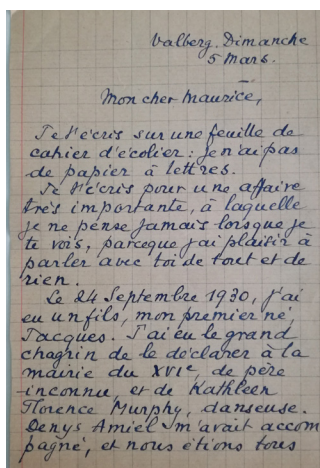 Valberg. Dimanche
5 Mars.
Mon cher Maurice,
Je t'écris sur une feuille de
cahier d'écolier : je n'ai pas
de papier à lettres.
Je t'écris pour une affaire
très importante, à laquelle
je ne pense jamais lorsque je
te vois, parceque j'ai plaisir à
parler avec toi de tout et de
rien.
Le 24 Septembre 1930, j'ai
eu un fils, mon premier né,
Jacques. J'ai eu le grand
chagrin de le déclarer à la
mairie du XVIe, de père
inconnu, et de Kathleen
Florence Murphy, danseuse.
Denys Amiel m'avait accom
pagné, et nous étions tous